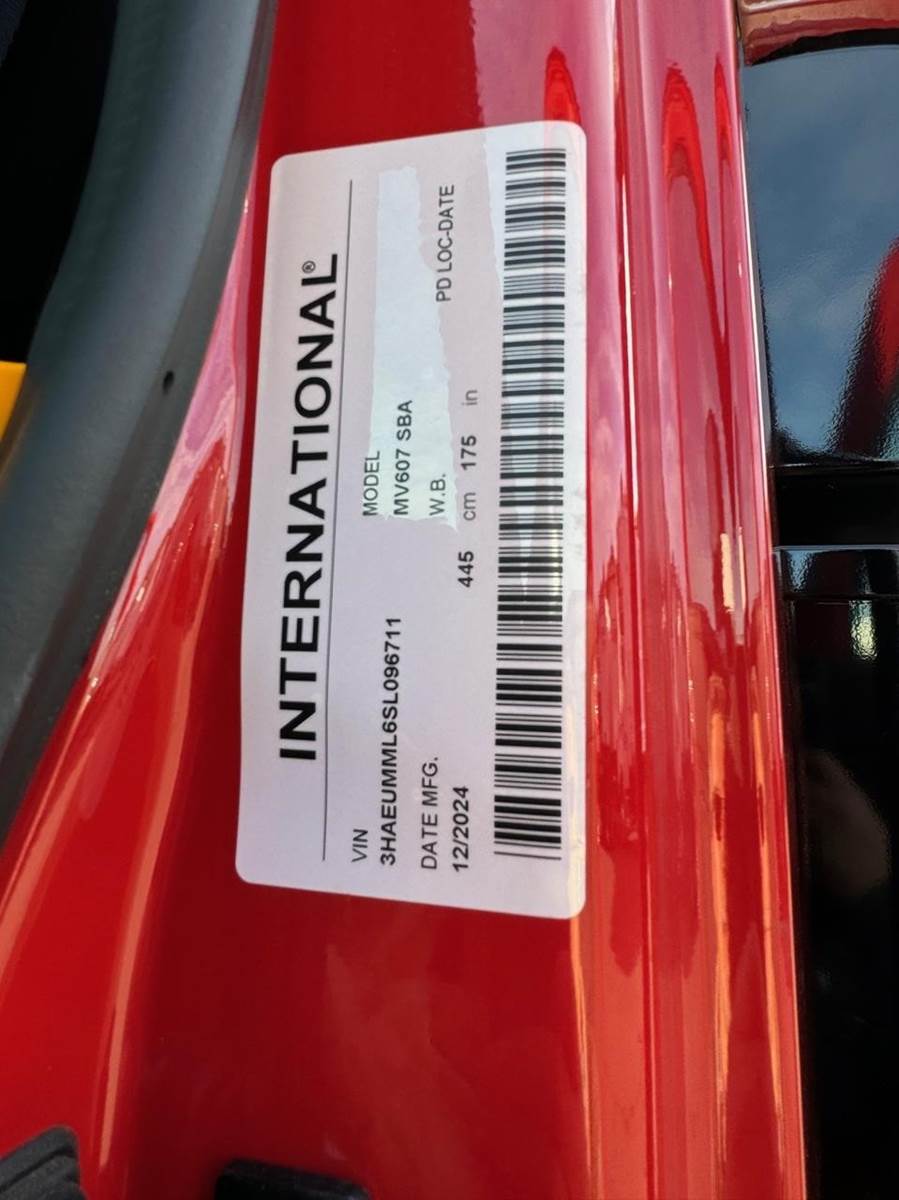 INTERNATIONAL®
VIN
MODEL
3HAEUMML6SL096711
MV607 SBA
DATE MFG.
W.B.
PD LOC-DATE
12/2024
445 cm 175 in